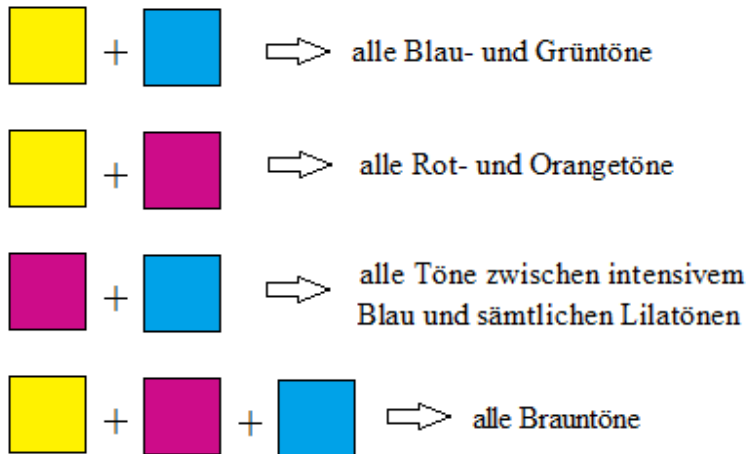 + alle Blau- und Grüntöne
+ alle Rot- und Orangetöne
+ alle Töne zwischen intensivem
Blau und sämtlichen Lilatönen
+ + alle Brauntöne